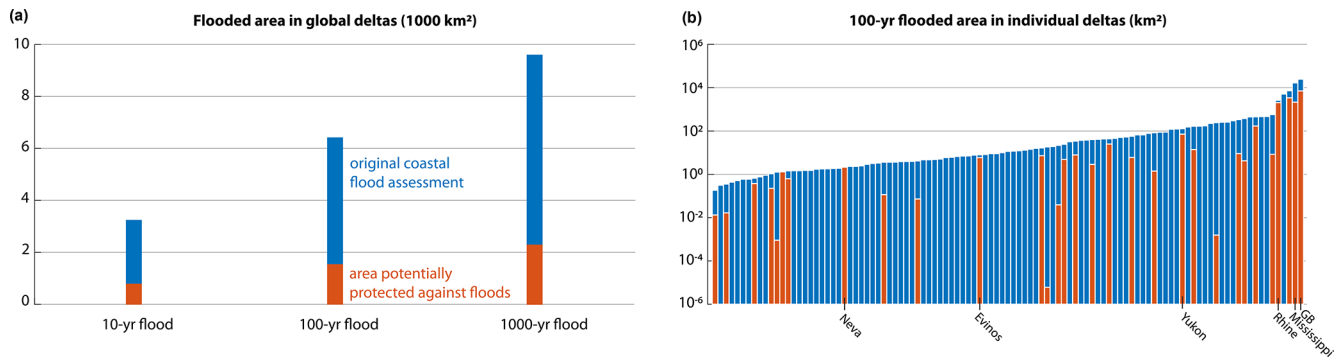 (a)
Flooded area in global deltas (1000 km²)
10
8
6
4
2
0
original coastal
flood assessment
area potentially
protected against floods
10-yr flood
100-yr flood
1000-yr flood
(b)
100-yr flooded area in individual deltas (km²)
10⁶
10⁴
10²
10⁰
10⁻²
10⁻⁴
10⁻⁶
Neva
Evinos
Yukon
Rhine
Mississippi
GB